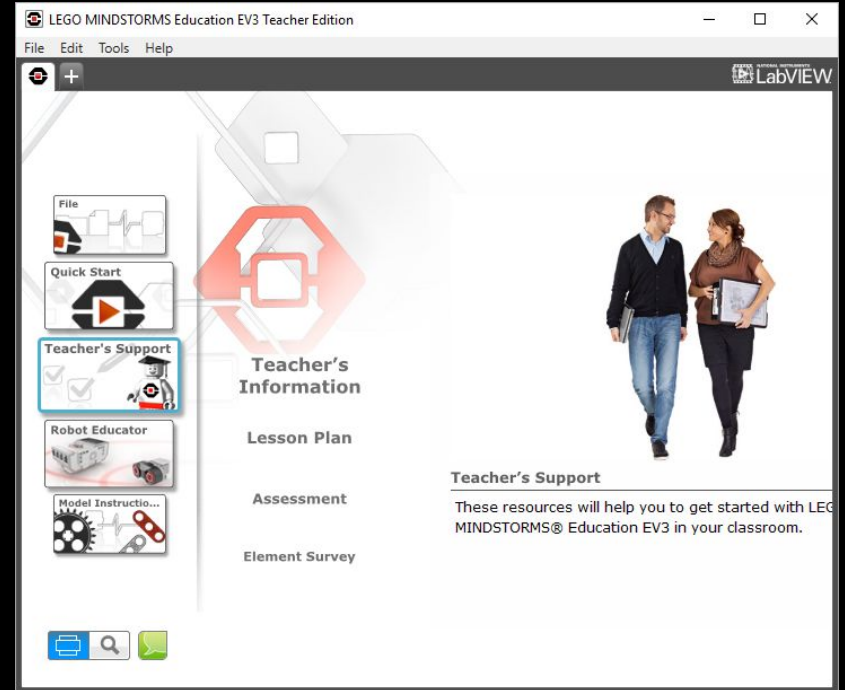 LEGO MINDSTORMS Education EV3 Teacher Edition
File Edit Tools Help
NATIONAL INSTRUMENTS
LabVIEW
File
Quick Start
Teacher's Support
Robot Educator
Model Instructio...
Teacher's
Information
Lesson Plan
Assessment
Element Survey
Teacher's Support
These resources will help you to get started with LEG
MINDSTORMS® Education EV3 in your classroom.